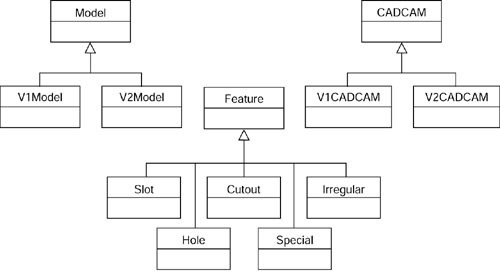 Model
CADCAM
V1Model
V2Model
Feature
V1CADCAM
V2CADCAM
Slot
Cutout
Irregular
Hole
Special